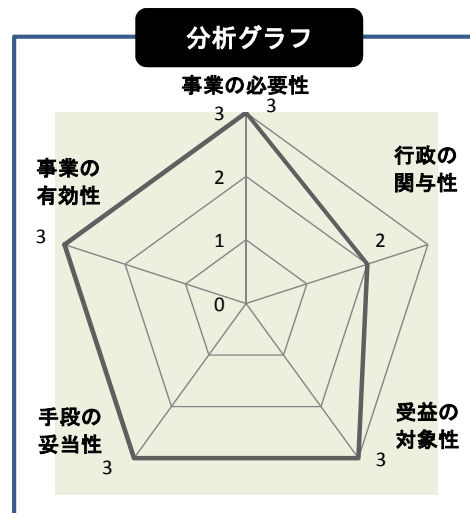 分析グラフ
事業の必要性
3
3
行政の
関与性
事業の
有効性
2
2
3
1
0
手段の
妥当性
受益の
対象性
3
3